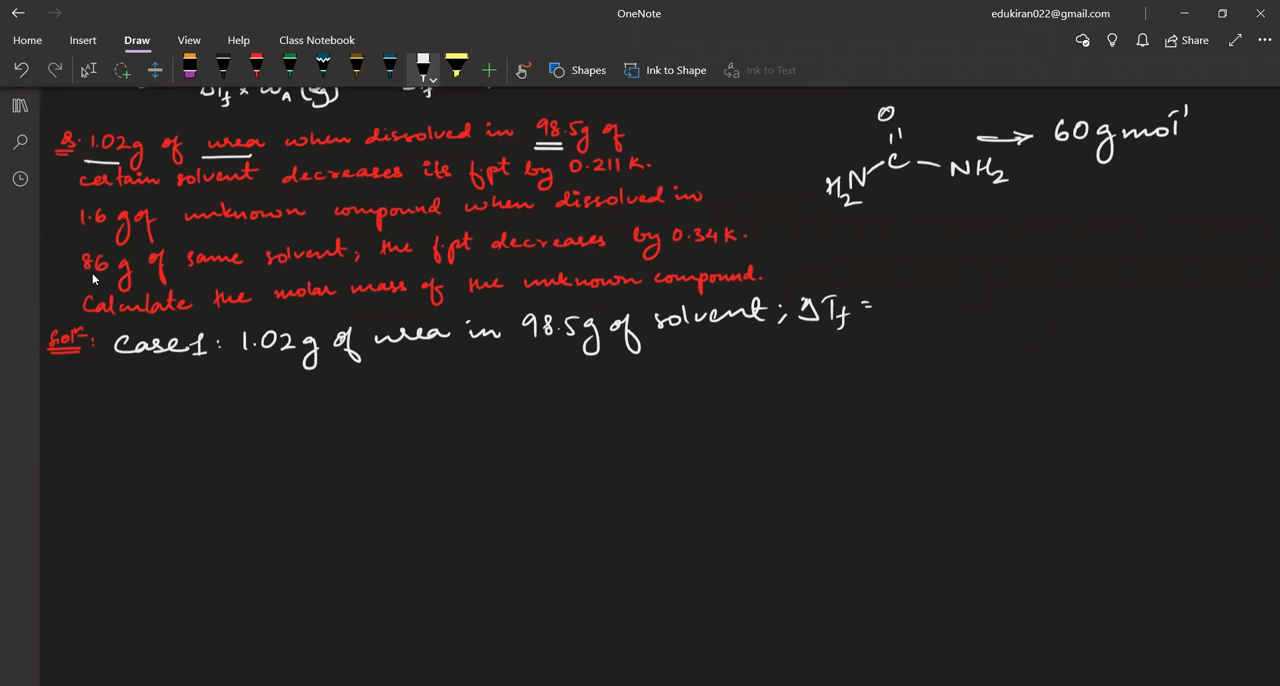 OneNote
edukiran022@gmail.com
Home Insert Draw View Help Class Notebook
Share
Shapes Ink to Shape Ink to Text
ΔTf × WA (g)
Q. 1.02g of urea when dissolved in 98.5g of
certain solvent decreases its f.pt by 0.211 K.
1.6 g of unknown compound when dissolved in
86 g of same solvent; the f.pt decreases by 0.34 K.
Calculate the molar mass of the unknown compound.
Solⁿ: Case 1: 1.02g of urea in 98.5g of solvent; ΔTf =
O
||
H2N C — NH2 ⟹ 60 g mol⁻¹